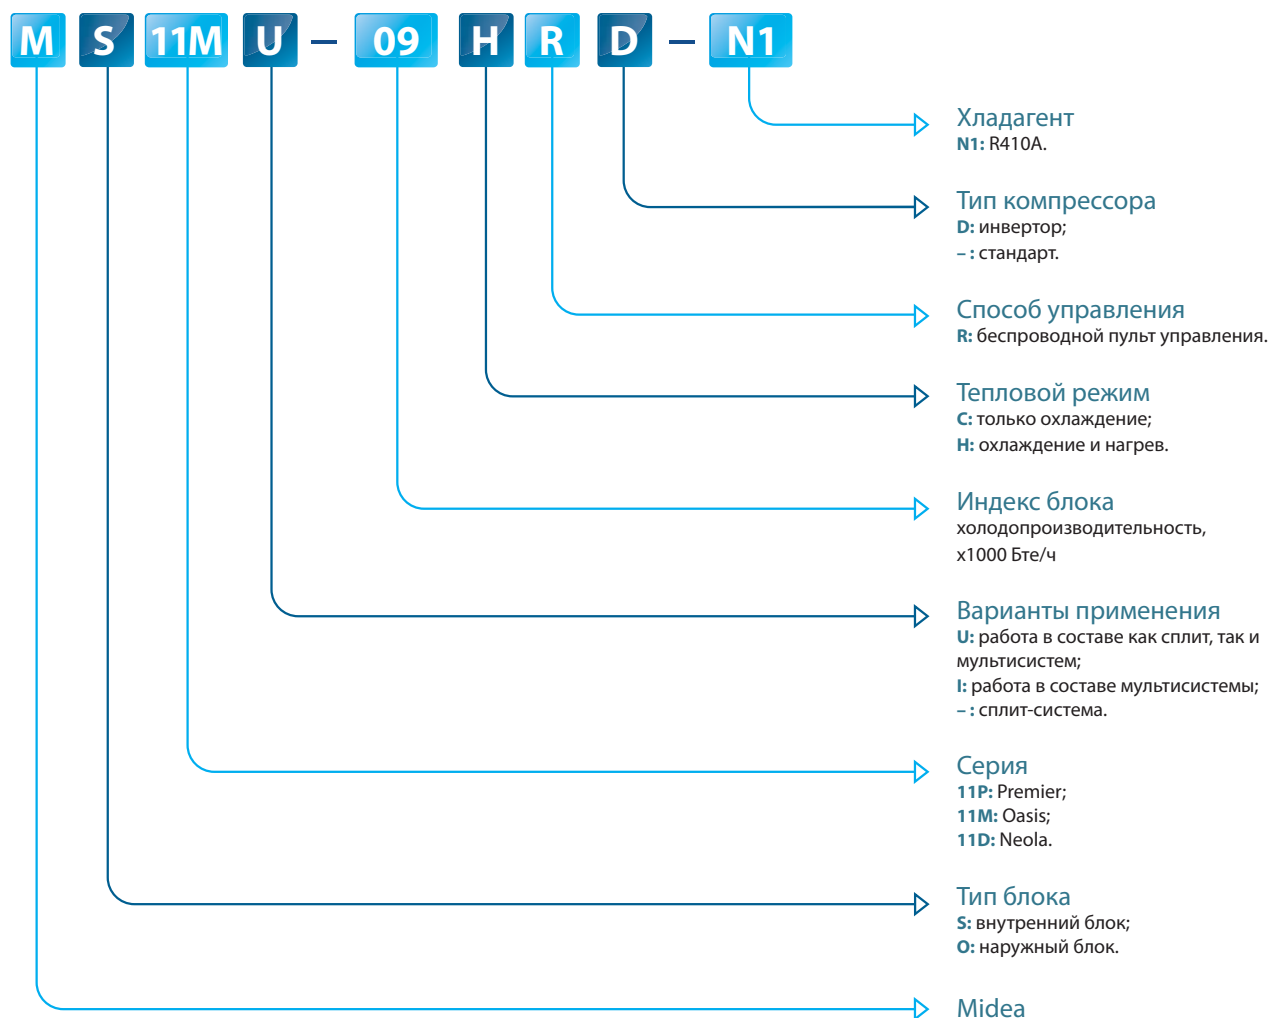 M S 11M U – 09 H R D – N1
Хладагент
N1: R410A.
Тип компрессора
D: инвертор;
– : стандарт.
Способ управления
R: беспроводной пульт управления.
Тепловой режим
C: только охлаждение;
H: охлаждение и нагрев.
Индекс блока
холодопроизводительность,
x1000 Бте/ч
Варианты применения
U: работа в составе как сплит, так и
мультисистем;
I: работа в составе мультисистемы;
– : сплит-система.
Серия
11P: Premier;
11M: Oasis;
11D: Neola.
Тип блока
S: внутренний блок;
O: наружный блок.
Midea